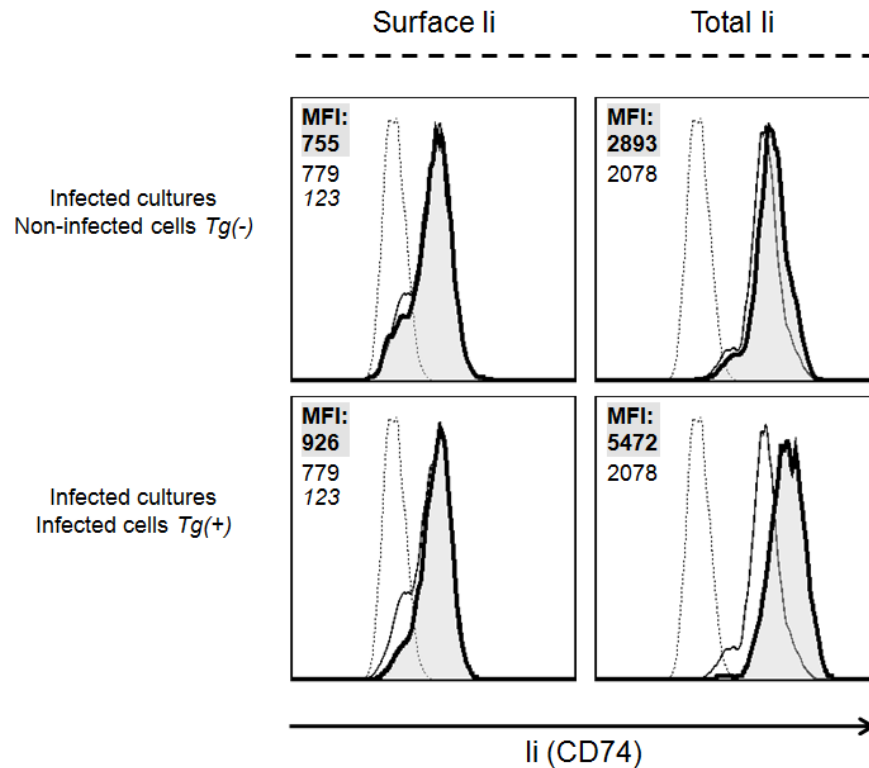 Surface Ii
Total Ii
Infected cultures
Non-infected cells Tg(-)
MFI:
755
779
123
MFI:
2893
2078
Infected cultures
Infected cells Tg(+)
MFI:
926
779
123
MFI:
5472
2078
Ii (CD74)